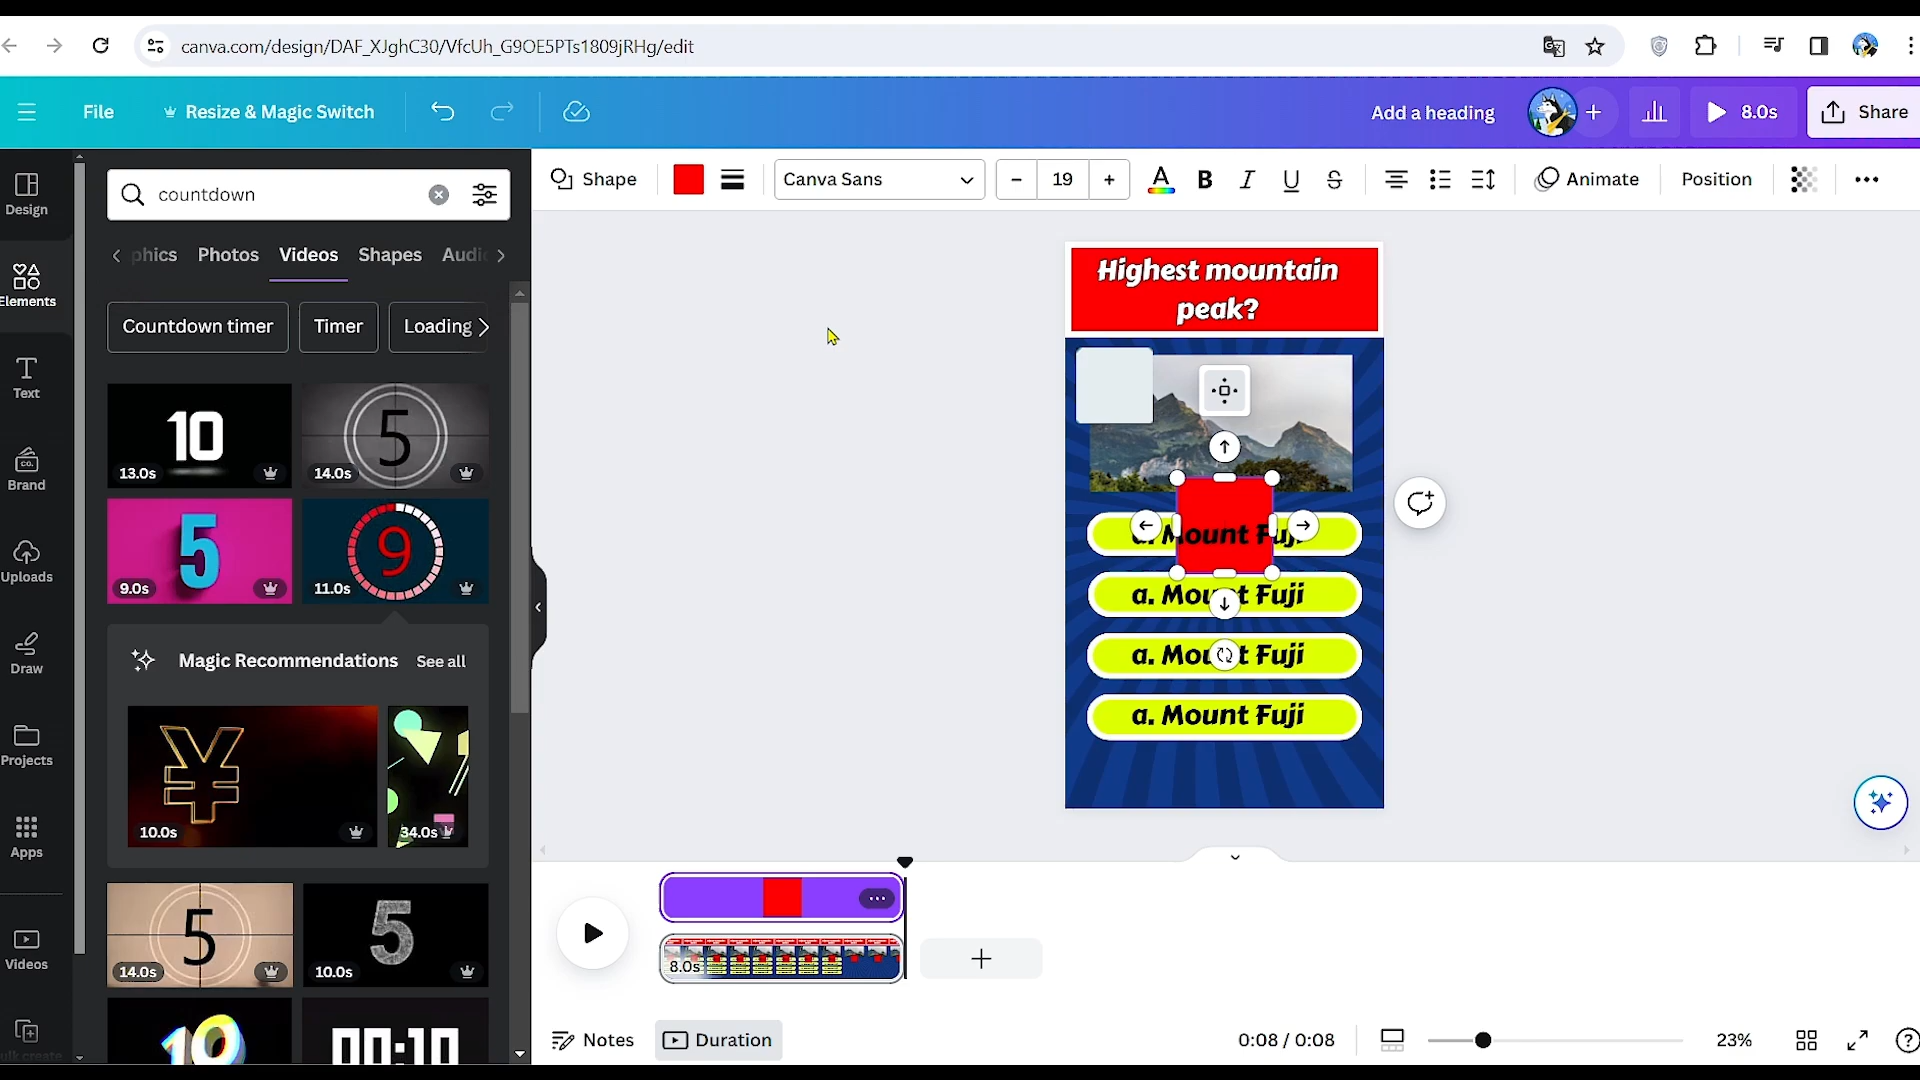 canva.com/design/DAF_XJghC30/VfcUh_G9OE5PTs1809jRHg/edit
File
Resize & Magic Switch
Add a heading
8.0s
Share
Design
Elements
Text
Brand
Uploads
Draw
Projects
Apps
Videos
countdown
phics
Photos
Videos
Shapes
Audio
Countdown timer
Timer
Loading
10
13.0s
5
14.0s
5
9.0s
9
11.0s
Magic Recommendations
See all
10.0s
34.0s
5
14.0s
5
10.0s
10
00:10
Shape
Canva Sans
- 19 +
A
B
I
U
S
Animate
Position
Highest mountain
peak?
a. Mount Fuji
a. Mount Fuji
a. Mount Fuji
a. Mount Fuji
8.0s
Notes
Duration
0:08 / 0:08
23%